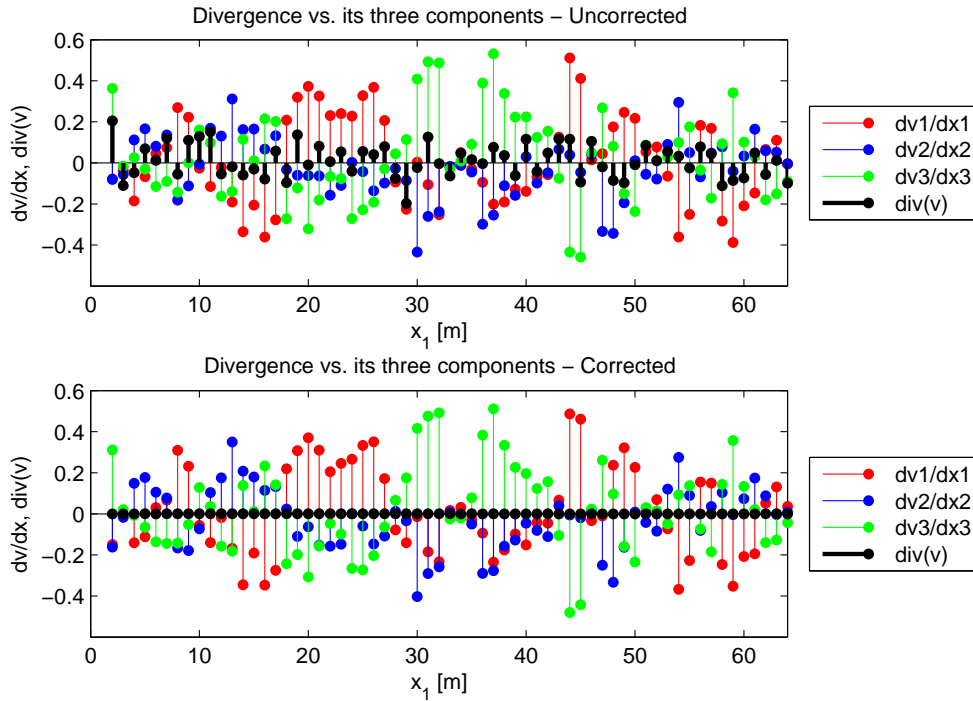 Divergence vs. its three components − Uncorrected
0.6
0.4
0.2
0
−0.2
−0.4
dv/dx, div(v)
0 10 20 30 40 50 60
x_1 [m]
dv1/dx1
dv2/dx2
dv3/dx3
div(v)
Divergence vs. its three components − Corrected
0.6
0.4
0.2
0
−0.2
−0.4
dv/dx, div(v)
0 10 20 30 40 50 60
x_1 [m]
dv1/dx1
dv2/dx2
dv3/dx3
div(v)